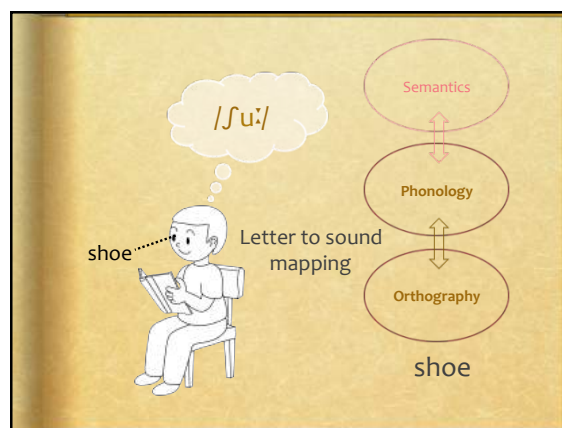 /ʃuː/
shoe
Letter to sound
mapping
Semantics
Phonology
Orthography
shoe